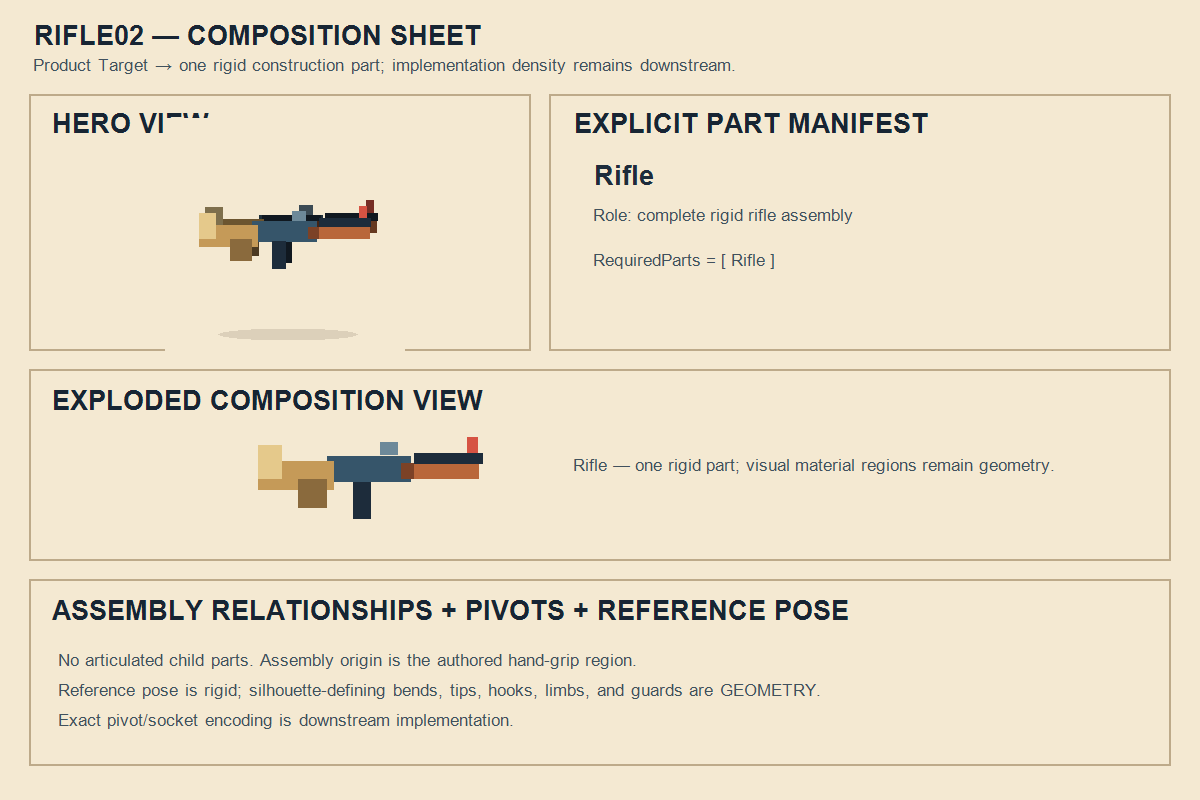 RIFLE02 — COMPOSITION SHEET
Product Target → one rigid construction part; implementation density remains downstream.
HERO VIEW
EXPLICIT PART MANIFEST
Rifle
Role: complete rigid rifle assembly
RequiredParts = [ Rifle ]
EXPLODED COMPOSITION VIEW
Rifle — one rigid part; visual material regions remain geometry.
ASSEMBLY RELATIONSHIPS + PIVOTS + REFERENCE POSE
No articulated child parts. Assembly origin is the authored hand-grip region.
Reference pose is rigid; silhouette-defining bends, tips, hooks, limbs, and guards are GEOMETRY.
Exact pivot/socket encoding is downstream implementation.